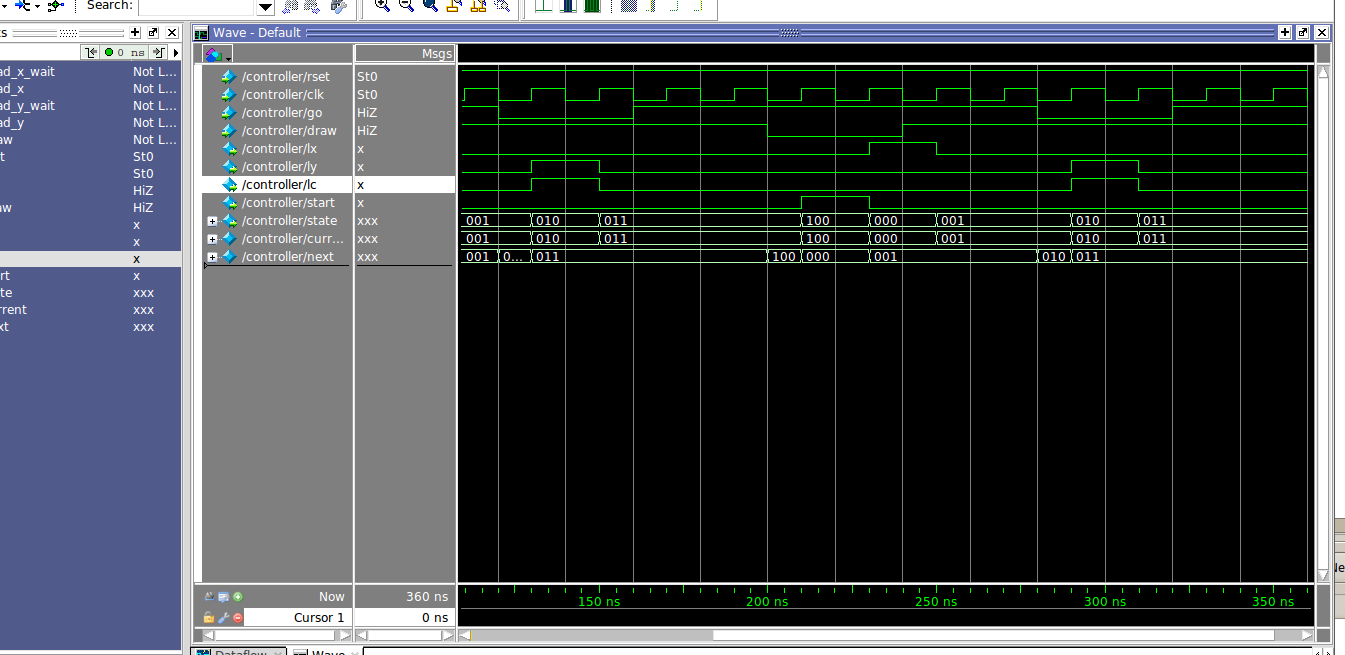 Search:
ts
Wave - Default
0 ns
Msgs
ad_x_wait Not L...
ad_x Not L...
ad_y_wait Not L...
ad_y Not L...
aw Not L...
t St0
St0
HiZ
aw HiZ
x
x
x
rt x
te xxx
rrent xxx
xt xxx
/controller/rset St0
/controller/clk St0
/controller/go HiZ
/controller/draw HiZ
/controller/lx x
/controller/ly x
/controller/lc x
/controller/start x
/controller/state xxx 001 010 011 100 000 001 010 011
/controller/curr... xxx 001 010 011 100 000 001 010 011
/controller/next xxx 001 0... 011 100 000 001 010 011
Now 360 ns
150 ns 200 ns 250 ns 300 ns 350 ns
Cursor 1 0 ns
Dataflow Wave
Ne